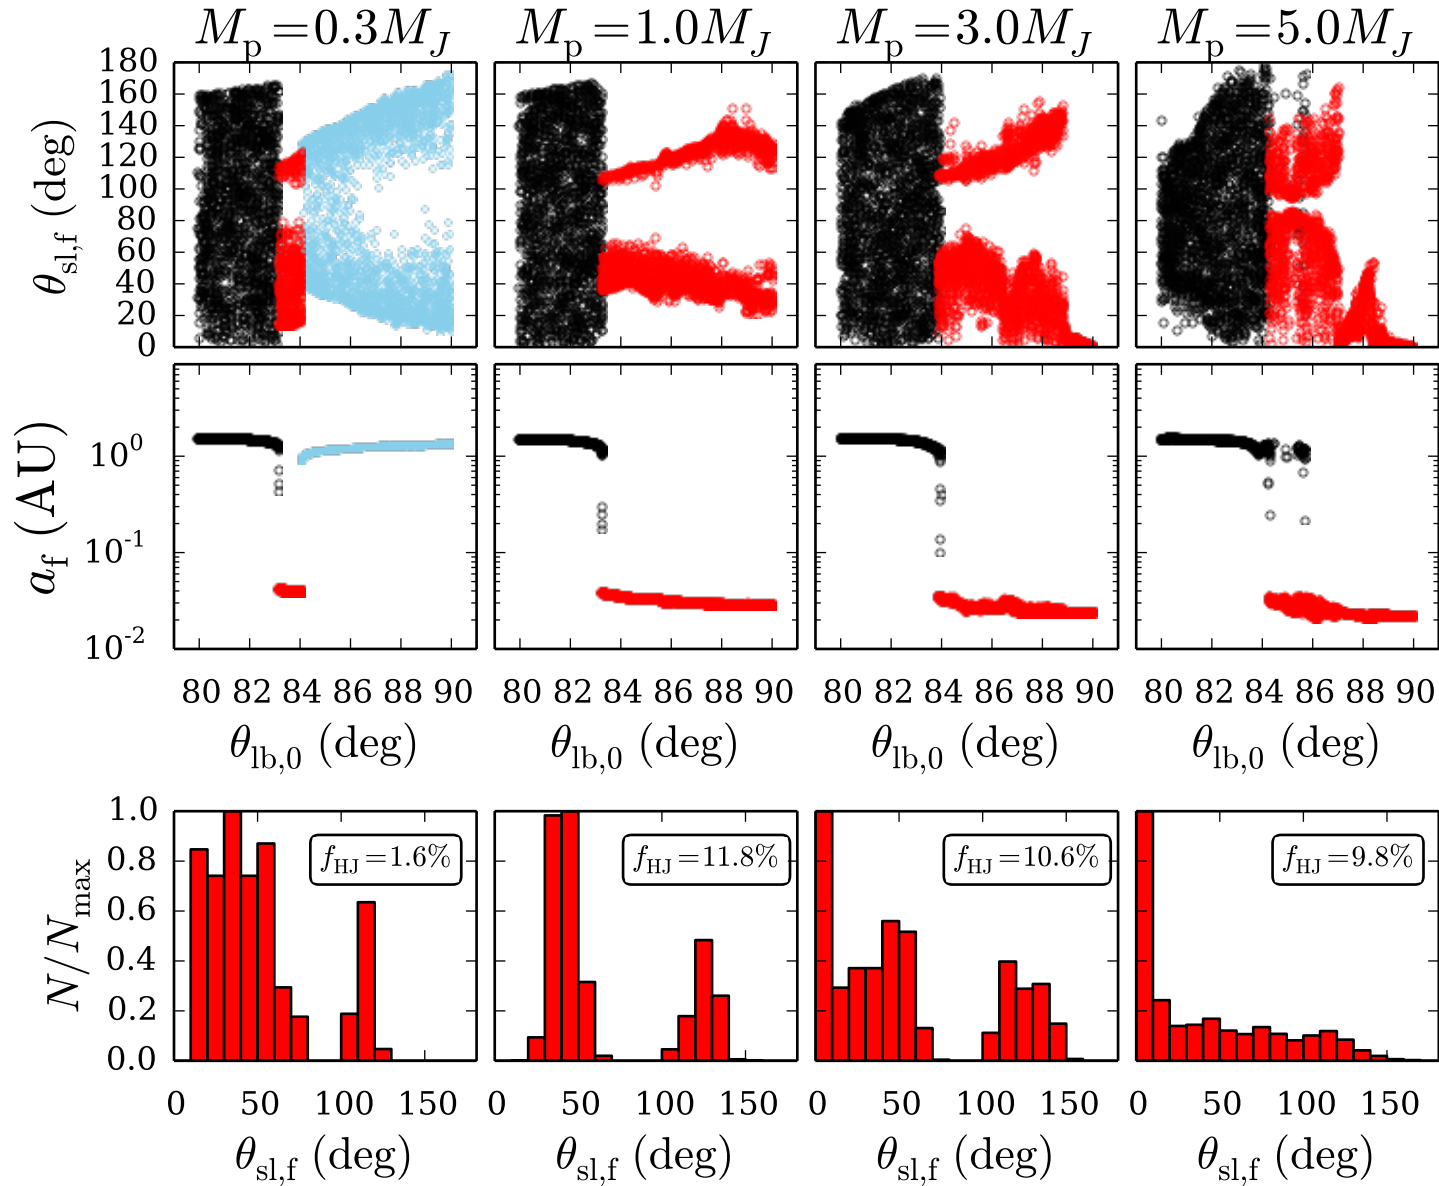 M_p=0.3M_J M_p=1.0M_J M_p=3.0M_J M_p=5.0M_J
180
160
140
120
100
80
60
40
20
0
θ_sl,f (deg)
10^0
10^-1
10^-2
a_f (AU)
80 82 84 86 88 90 80 82 84 86 88 90 80 82 84 86 88 90 80 82 84 86 88 90
θ_lb,0 (deg) θ_lb,0 (deg) θ_lb,0 (deg) θ_lb,0 (deg)
1.0
0.8
0.6
0.4
0.2
0.0
N/N_max
f_HJ=1.6% f_HJ=11.8% f_HJ=10.6% f_HJ=9.8%
0 50 100 150 0 50 100 150 0 50 100 150 0 50 100 150
θ_sl,f (deg) θ_sl,f (deg) θ_sl,f (deg) θ_sl,f (deg)